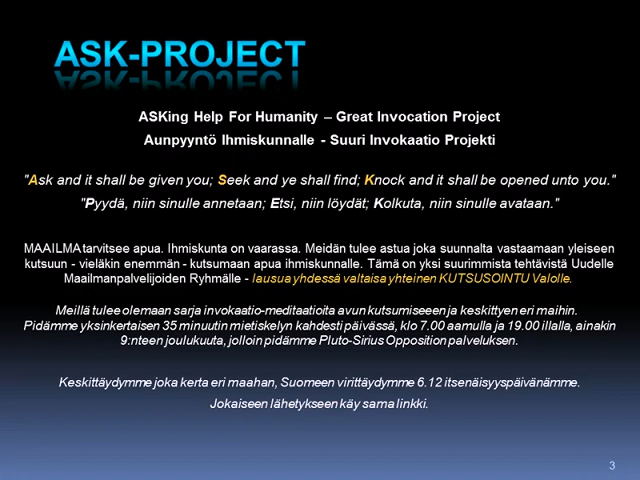 ASK-PROJECT
ASKing Help For Humanity – Great Invocation Project
Aunpyyntö Ihmiskunnalle - Suuri Invokaatio Projekti
"Ask and it shall be given you; Seek and ye shall find; Knock and it shall be opened unto you."
"Pyydä, niin sinulle annetaan; Etsi, niin löydät; Kolkuta, niin sinulle avataan."
MAAILMA tarvitsee apua. Ihmiskunta on vaarassa. Meidän tulee astua joka suunnalta vastaamaan yleiseen
kutsuun - vieläkin enemmän - kutsumaan apua ihmiskunnalle. Tämä on yksi suurimmista tehtävistä Uudelle
Maailmanpalvelijoiden Ryhmälle - lausua yhdessä valtaisa yhteinen KUTSUSOINTU Valolle.
Meillä tulee olemaan sarja invokaatio-meditaatioita avun kutsumiseeen ja keskittyen eri maihin.
Pidämme yksinkertaisen 35 minuutin mietiskelyn kahdesti päivässä, klo 7.00 aamulla ja 19.00 illalla, ainakin
9:nteen joulukuuta, jolloin pidämme Pluto-Sirius Opposition palveluksen.
Keskittäydymme joka kerta eri maahan, Suomeen virittäydymme 6.12 itsenäisyyspäivänämme.
Jokaiseen lähetykseen käy sama linkki.
3